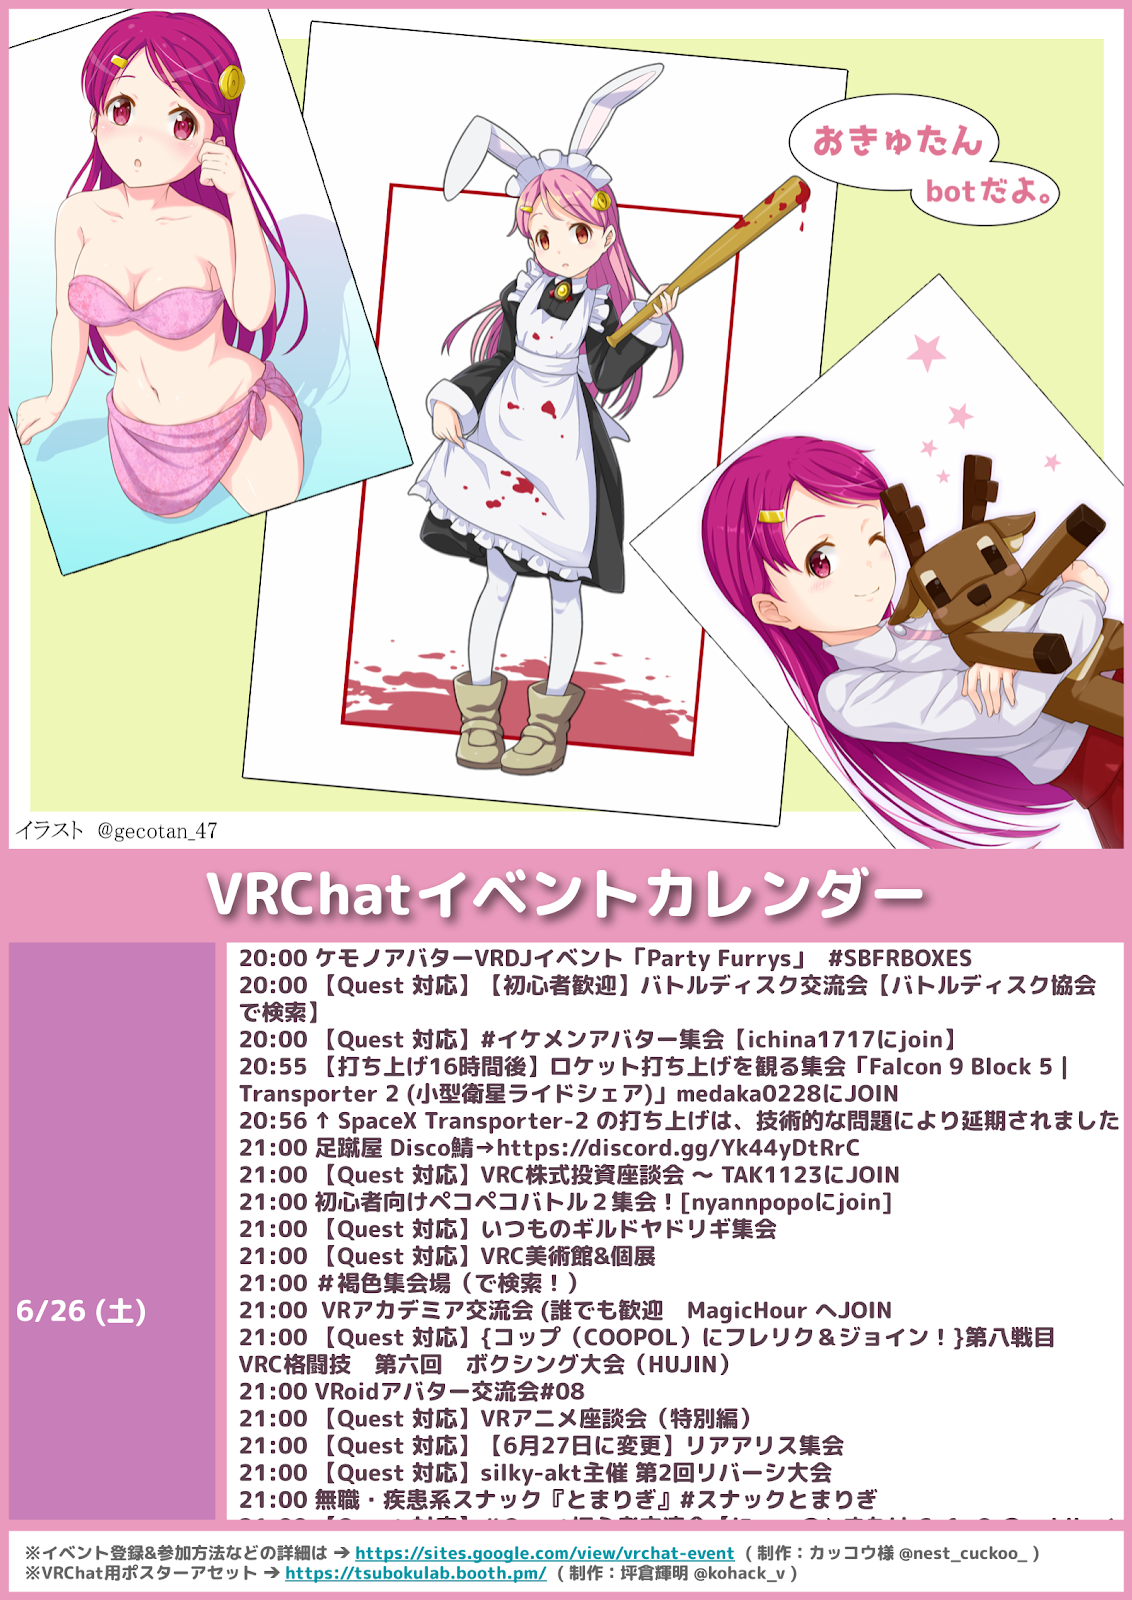 おきゅたん
botだよ。
イラスト @gecotan_47
VRChatイベントカレンダー
6/26 (土)
20:00 ケモノアバターVRDJイベント「Party Furrys」 #SBFRBOXES
20:00 【Quest 対応】【初心者歓迎】バトルディスク交流会【バトルディスク協会
で検索】
20:00 【Quest 対応】#イケメンアバター集会【ichina1717にjoin】
20:55 【打ち上げ16時間後】ロケット打ち上げを観る集会「Falcon 9 Block 5 |
Transporter 2 (小型衛星ライドシェア)」medaka0228にJOIN
20:56 ↑ SpaceX Transporter-2 の打ち上げは、技術的な問題により延期されました
21:00 足蹴屋 Disco鯖→https://discord.gg/Yk44yDtRrC
21:00 【Quest 対応】VRC株式投資座談会 ～ TAK1123にJOIN
21:00 初心者向けペコペコバトル２集会！[nyannpopoにjoin]
21:00 【Quest 対応】いつものギルドヤドリギ集会
21:00 【Quest 対応】VRC美術館&個展
21:00 ＃褐色集会場（で検索！）
21:00 VRアカデミア交流会 (誰でも歓迎　MagicHour へJOIN
21:00 【Quest 対応】{コップ（COOPOL）にフレリク＆ジョイン！}第八戦目
VRC格闘技　第六回　ボクシング大会（HUJIN）
21:00 VRoidアバター交流会#08
21:00 【Quest 対応】VRアニメ座談会（特別編）
21:00 【Quest 対応】【6月27日に変更】リアアリス集会
21:00 【Quest 対応】silky-akt主催 第2回リバーシ大会
21:00 無職・疾患系スナック『とまりぎ』#スナックとまりぎ
※イベント登録&参加方法などの詳細は ➔ https://sites.google.com/view/vrchat-event ( 制作：カッコウ様 @nest_cuckoo_ )
※VRChat用ポスターアセット ➔ https://tsubokulab.booth.pm/ ( 制作：坪倉輝明 @kohack_v )